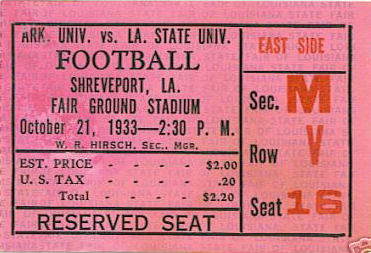 ARK. UNIV. vs. LA. STATE UNIV.
FOOTBALL
SHREVEPORT, LA.
FAIR GROUND STADIUM
October 21, 1933—2:30 P. M.
W. R. HIRSCH, Sec., Mgr.
EST. PRICE - - - - $2.00
U. S. TAX - - - - .20
Total - - - - $2.20
RESERVED SEAT
EAST SIDE
Sec. M
Row V
Seat 16